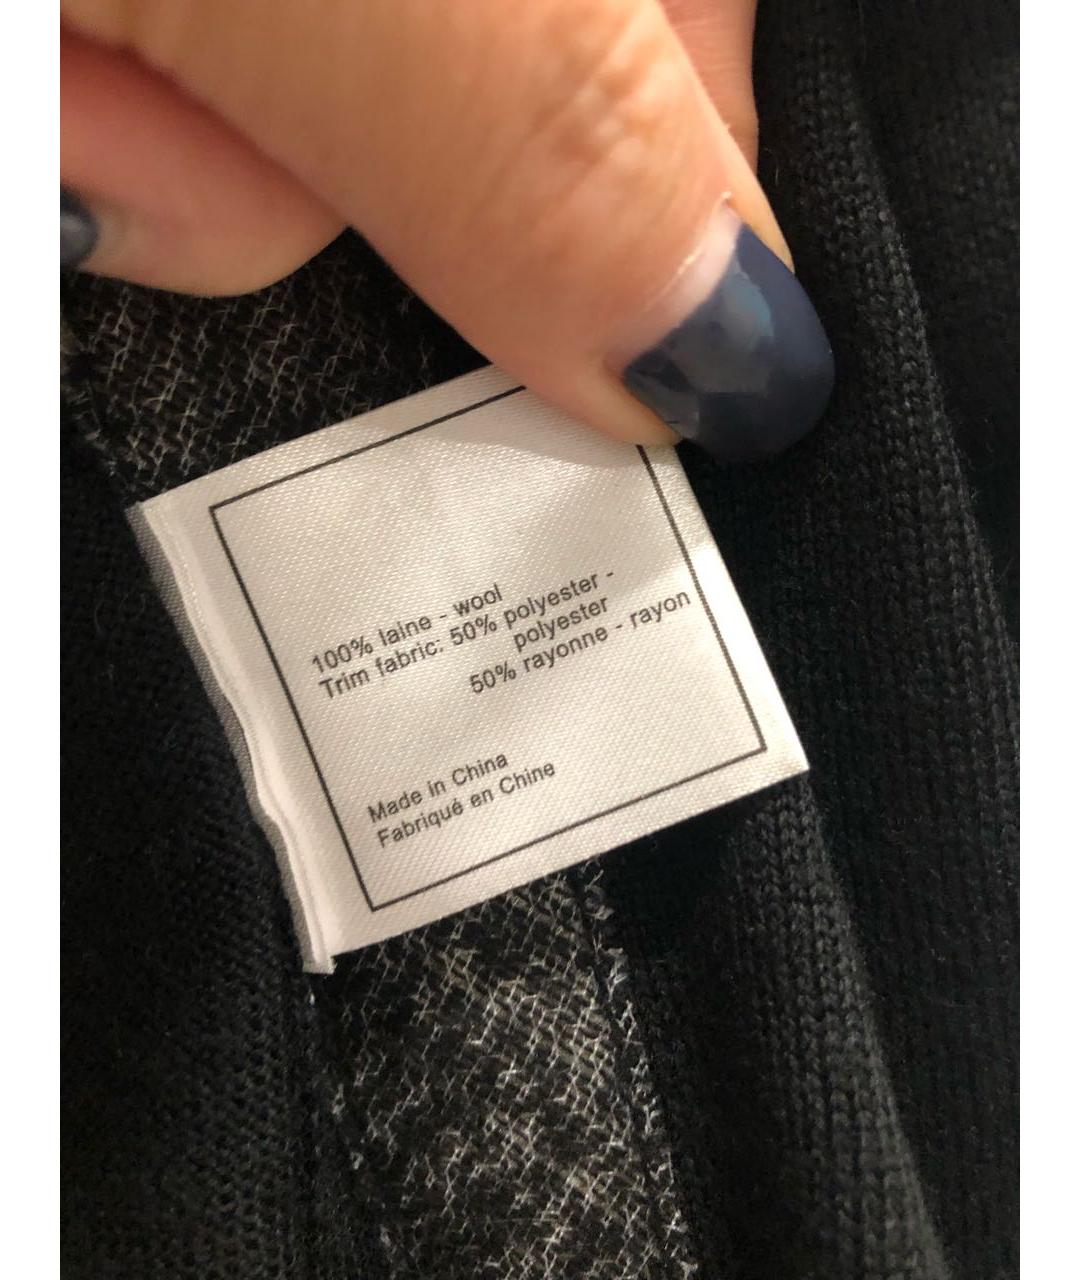 100% laine - wool
Trim fabric: 50% polyester -
polyester
50% rayonne - rayon
Made in China
Fabriqué en Chine